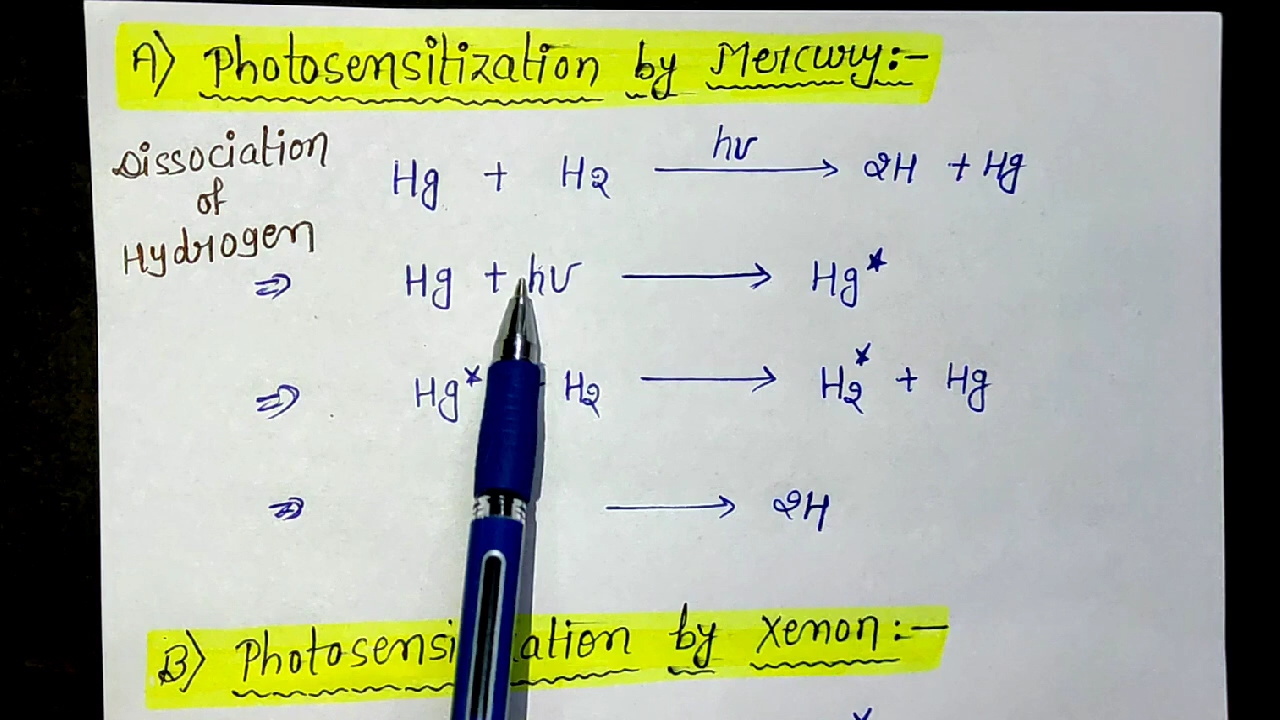 A) Photosensitization by Mercury:-
Dissociation of Hydrogen
Hg + H2 hν ⟶ 2H + Hg
⇒ Hg + hν ⟶ Hg*
⇒ Hg* H2 ⟶ H2* + Hg
⇒ ⟶ 2H
B) Photosensi ation by Xenon:-